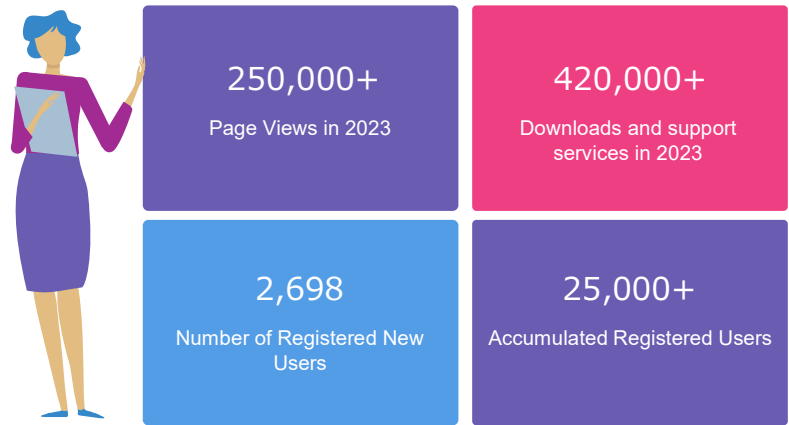 250,000+
Page Views in 2023
420,000+
Downloads and support
services in 2023
2,698
Number of Registered New
Users
25,000+
Accumulated Registered Users